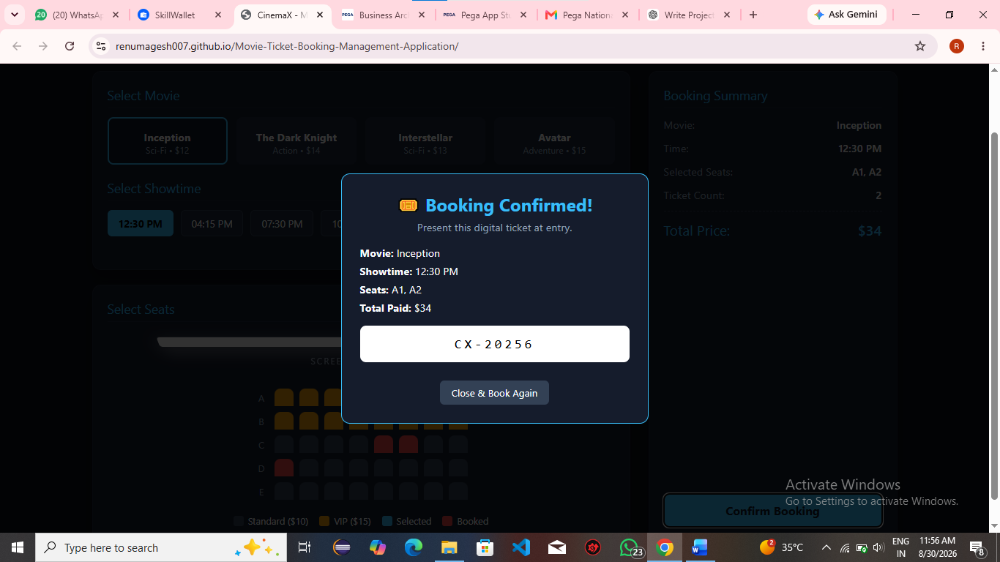 (20) WhatsA
SkillWallet
CinemaX - M
PEGA Business Arc
PEGA Pega App Stu
Pega Nation
Write Project
Ask Gemini
renumagesh007.github.io/Movie-Ticket-Booking-Management-Application/
R
Select Movie
Inception
Sci-Fi • $12
The Dark Knight
Action • $14
Interstellar
Sci-Fi • $13
Avatar
Adventure • $15
Select Showtime
12:30 PM
04:15 PM
07:30 PM
10
Select Seats
SCREE
A
B
C
D
E
Standard ($10)
VIP ($15)
Selected
Booked
Booking Summary
Movie: Inception
Time: 12:30 PM
Selected Seats: A1, A2
Ticket Count: 2
Total Price: $34
Confirm Booking
Booking Confirmed!
Present this digital ticket at entry.
Movie: Inception
Showtime: 12:30 PM
Seats: A1, A2
Total Paid: $34
CX-20256
Close & Book Again
Activate Windows
Go to Settings to activate Windows.
Type here to search
23
2
35°C
ENG
IN
11:56 AM
8/30/2026
8